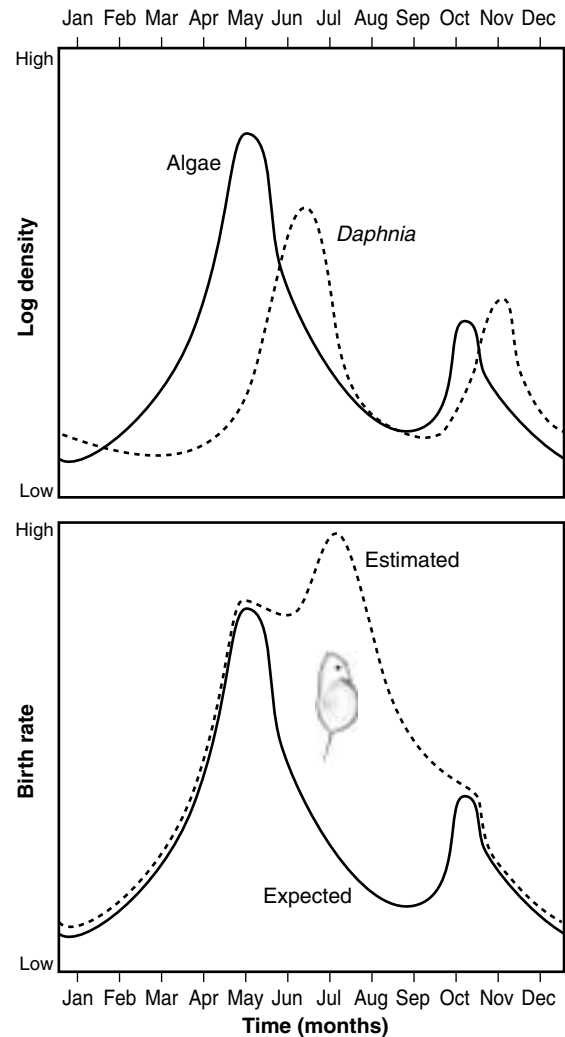 Jan Feb Mar Apr May Jun Jul Aug Sep Oct Nov Dec
High
Algae
Daphnia
Log density
Low
High
Estimated
Birth rate
Expected
Low
Jan Feb Mar Apr May Jun Jul Aug Sep Oct Nov Dec
Time (months)